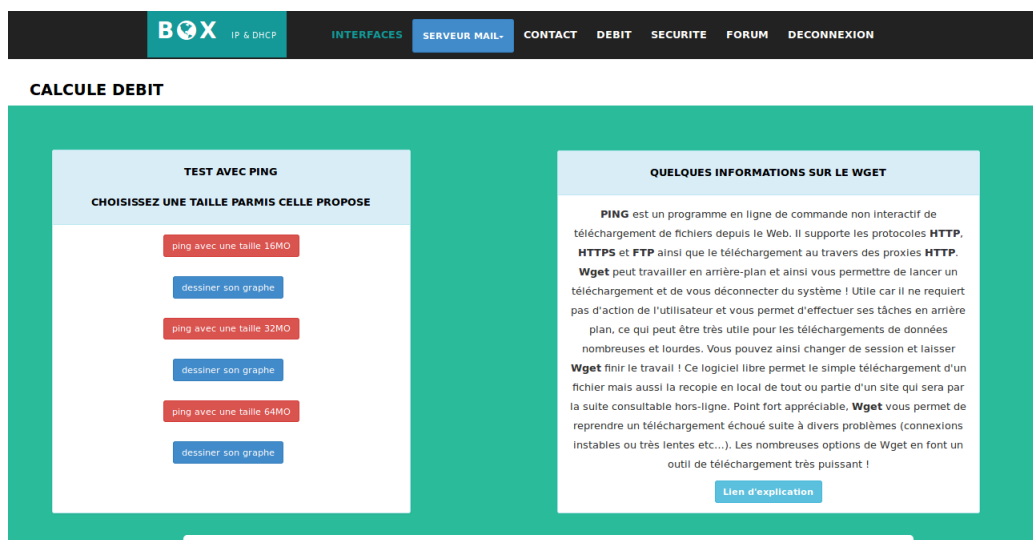 BOX IP & DHCP INTERFACES SERVEUR MAIL CONTACT DEBIT SECURITE FORUM DECONNEXION
CALCULE DEBIT
TEST AVEC PING
CHOISISSEZ UNE TAILLE PARMIS CELLE PROPOSE
ping avec une taille 16MO
dessiner son graphe
ping avec une taille 32MO
dessiner son graphe
ping avec une taille 64MO
dessiner son graphe
QUELQUES INFORMATIONS SUR LE WGET
PING est un programme en ligne de commande non interactif de
téléchargement de fichiers depuis le Web. Il supporte les protocoles HTTP,
HTTPS et FTP ainsi que le téléchargement au travers des proxies HTTP.
Wget peut travailler en arrière-plan et ainsi vous permettre de lancer un
téléchargement et de vous déconnecter du système ! Utile car il ne requiert
pas d'action de l'utilisateur et vous permet d'effectuer ses tâches en arrière
plan, ce qui peut être très utile pour les téléchargements de données
nombreuses et lourdes. Vous pouvez ainsi changer de session et laisser
Wget finir le travail ! Ce logiciel libre permet le simple téléchargement d'un
fichier mais aussi la recopie en local de tout ou partie d'un site qui sera par
la suite consultable hors-ligne. Point fort appréciable, Wget vous permet de
reprendre un téléchargement échoué suite à divers problèmes (connexions
instables ou très lentes etc...). Les nombreuses options de Wget en font un
outil de téléchargement très puissant !
Lien d'explication